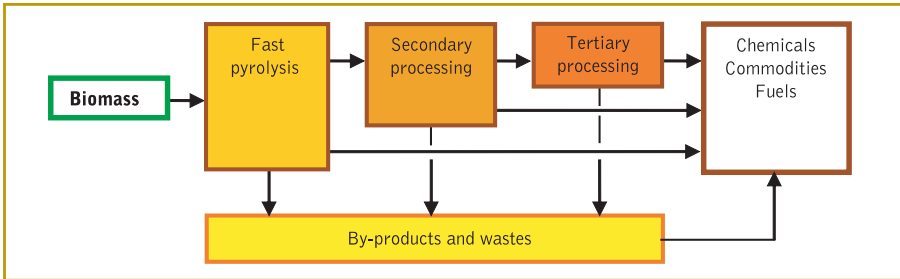 Biomass
Fast
pyrolysis
Secondary
processing
Tertiary
processing
Chemicals
Commodities
Fuels
By-products and wastes